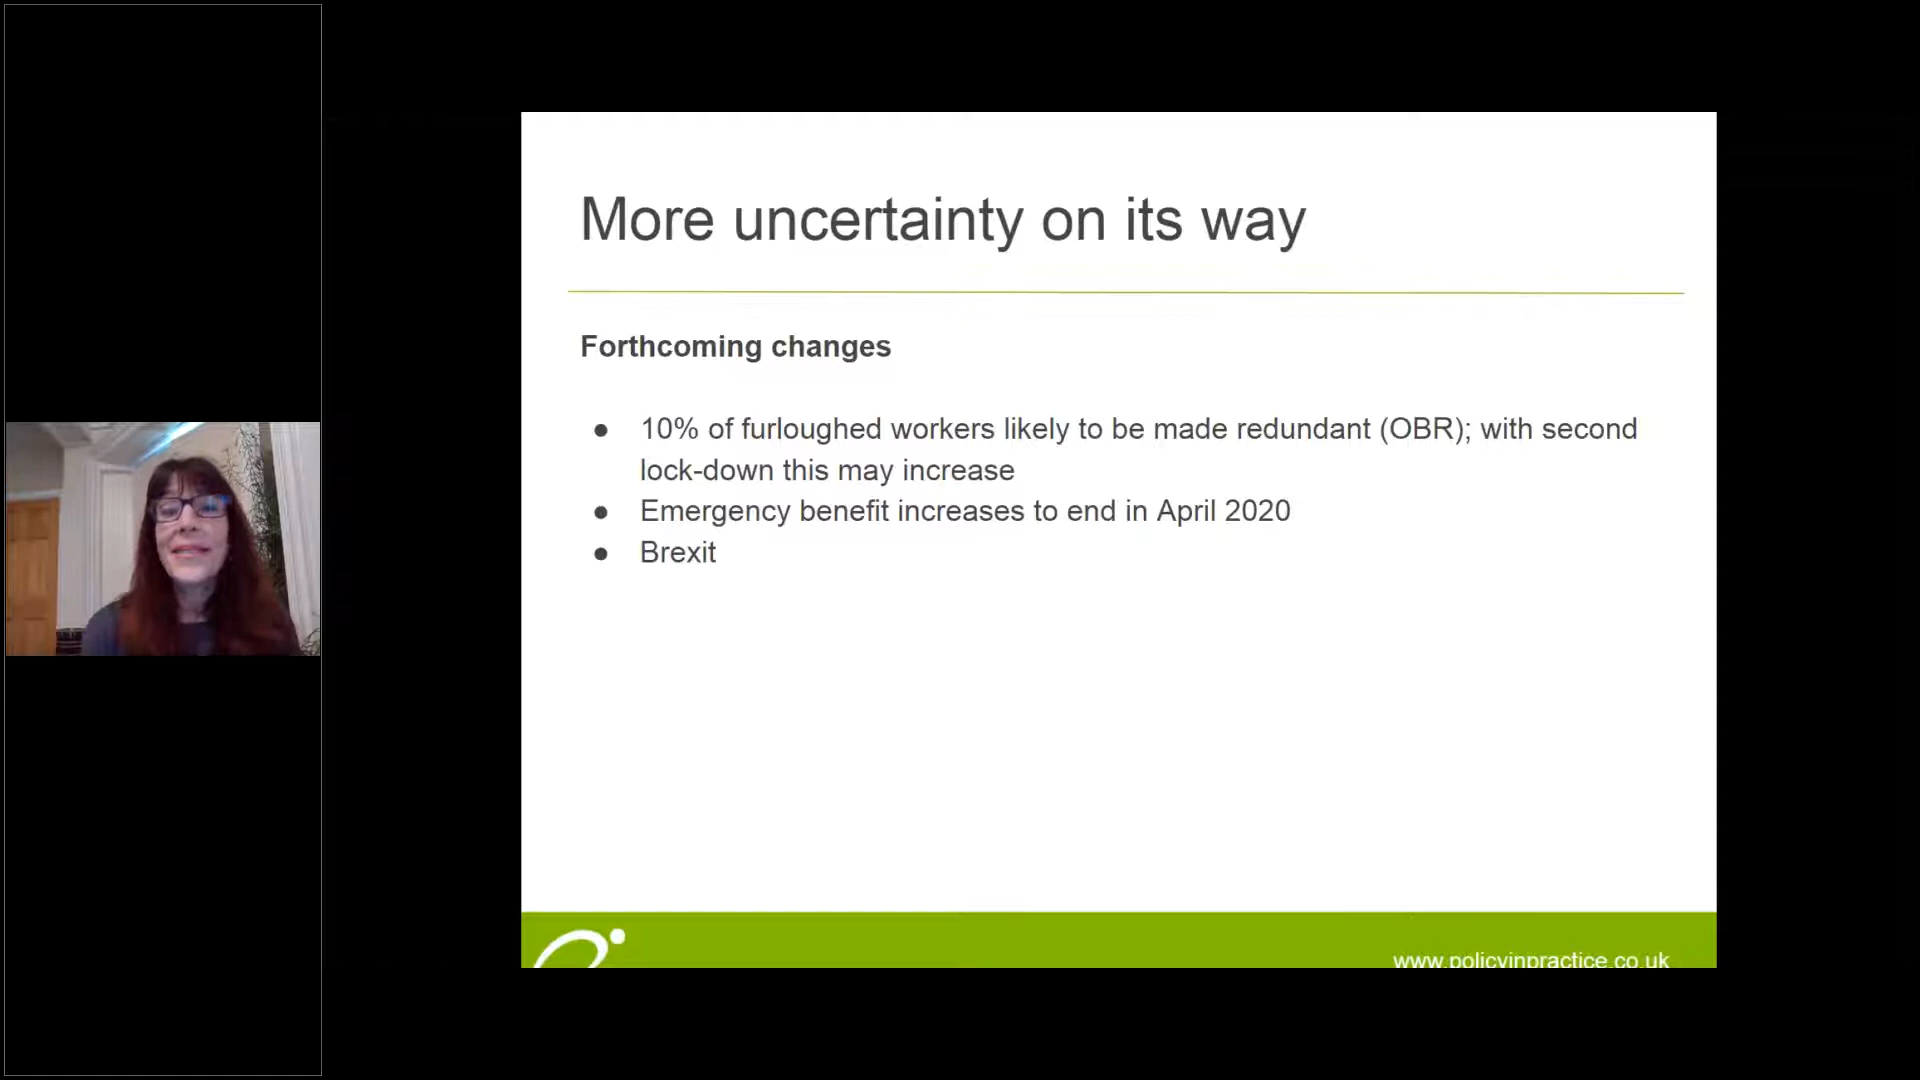 More uncertainty on its way
Forthcoming changes
● 10% of furloughed workers likely to be made redundant (OBR); with second
lock-down this may increase
● Emergency benefit increases to end in April 2020
● Brexit
www.policyinpractice.co.uk